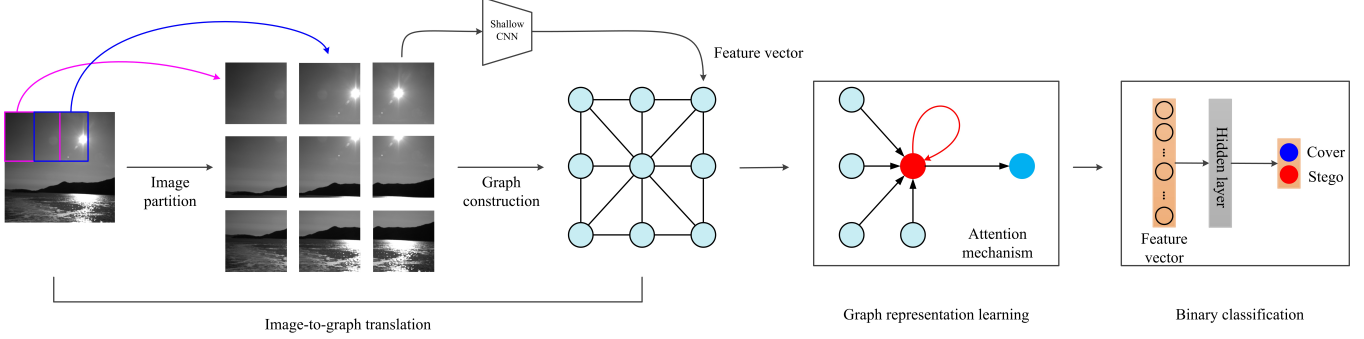 Shallow
CNN
Feature vector
Image
partition
Graph
construction
Attention
mechanism
Feature
vector
...
...
Hidden layer
Cover
Stego
Image-to-graph translation
Graph representation learning
Binary classification